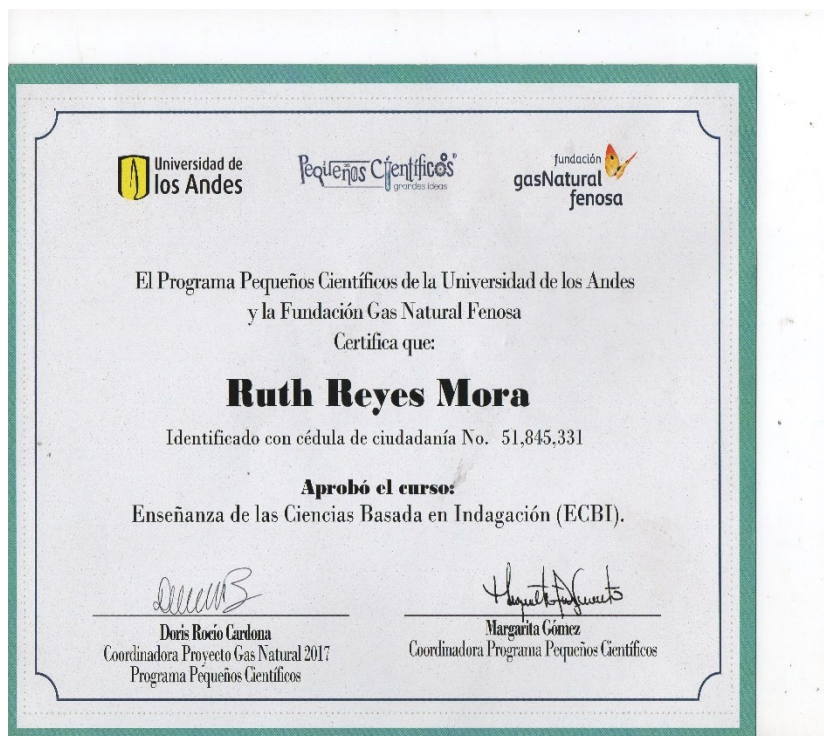 Universidad de
los Andes
Pequeños Científicos
grandes ideas
fundación
gasNatural
fenosa
El Programa Pequeños Científicos de la Universidad de los Andes
y la Fundación Gas Natural Fenosa
Certifica que:
Ruth Reyes Mora
Identificado con cédula de ciudadanía No. 51,845,331
Aprobó el curso:
Enseñanza de las Ciencias Basada en Indagación (ECBI).
Doris Rocío Cardona
Coordinadora Proyecto Gas Natural 2017
Programa Pequeños Científicos
Margarita Gómez
Coordinadora Programa Pequeños Científicos